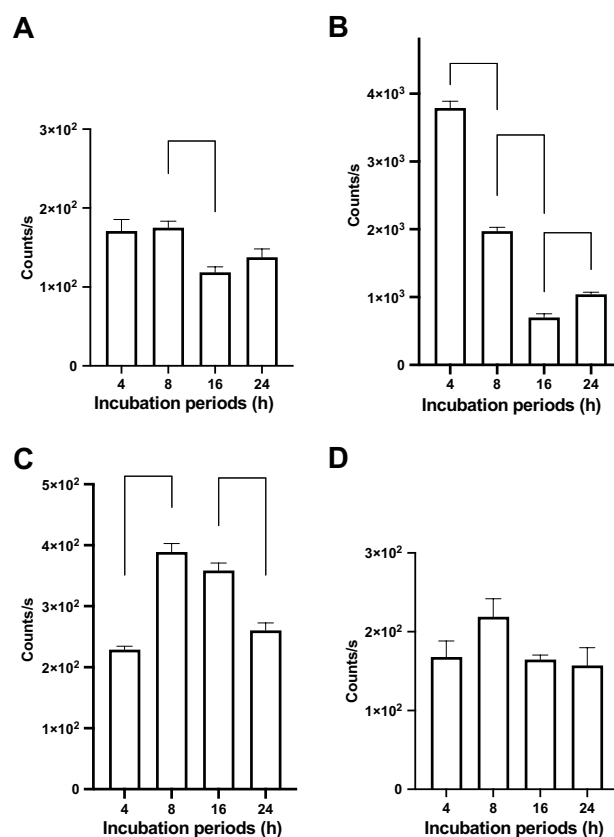 A
Counts/s
3×10²
2×10²
1×10²
0
4 8 16 24
Incubation periods (h)
B
Counts/s
4×10³
3×10³
2×10³
1×10³
0
4 8 16 24
Incubation periods (h)
C
Counts/s
5×10²
4×10²
3×10²
2×10²
1×10²
0
4 8 16 24
Incubation periods (h)
D
Counts/s
3×10²
2×10²
1×10²
0
4 8 16 24
Incubation periods (h)